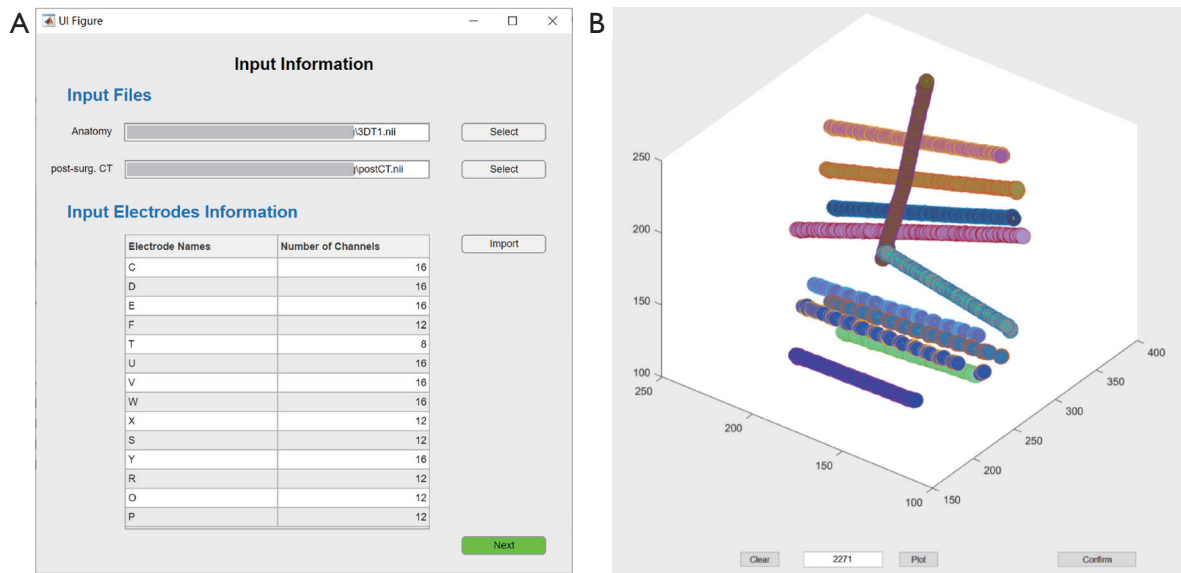 A
UI Figure
Input Information
Input Files
Anatomy \3DT1.nii Select
post-surg. CT \postCT.nii Select
Input Electrodes Information
Electrode Names Number of Channels Import
C 16
D 16
E 16
F 12
T 8
U 16
V 16
W 16
X 12
S 12
Y 16
R 12
O 12
P 12
Next
B
250
200
150
100
250
200
150
100
150
200
250
300
350
400
Clear 2271 Plot Confirm